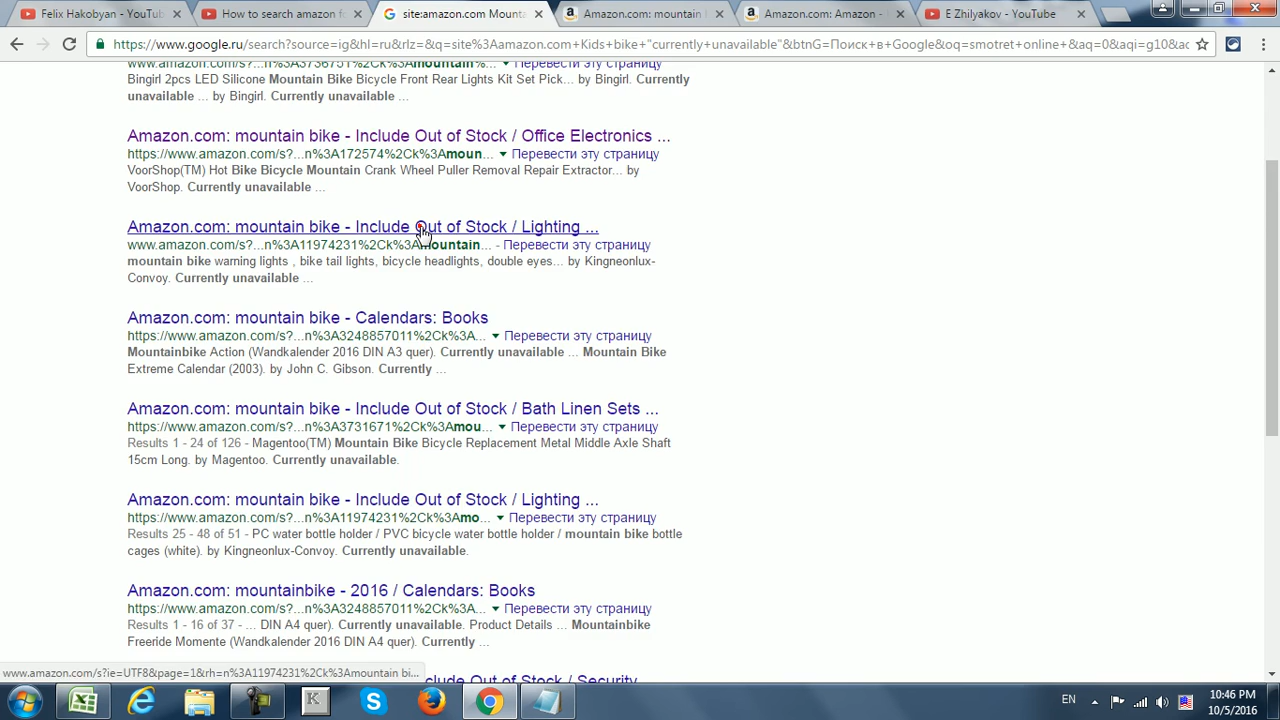 Felix Hakobyan - YouTub
How to search amazon fo
site:amazon.com Mounta
Amazon.com: mountain
Amazon.com: Amazon -
E Zhilyakov - YouTube
https://www.google.ru/search?source=ig&hl=ru&rlz=&q=site%3Aamazon.com+Kids+bike+"currently+unavailable"&btnG=Поиск+в+Google&oq=smotret+online+&aq=0&aqi=g10&aq
www.amazon.com/s?...n%3A3736751%2Ck%3Amountain%... Перевести эту страницу
Bingirl 2pcs LED Silicone Mountain Bike Bicycle Front Rear Lights Kit Set Pick... by Bingirl. Currently
unavailable ... by Bingirl. Currently unavailable ...
Amazon.com: mountain bike - Include Out of Stock / Office Electronics ...
https://www.amazon.com/s?...n%3A172574%2Ck%3Amoun... Перевести эту страницу
VoorShop(TM) Hot Bike Bicycle Mountain Crank Wheel Puller Removal Repair Extractor... by
VoorShop. Currently unavailable ...
Amazon.com: mountain bike - Include Out of Stock / Lighting ...
www.amazon.com/s?...n%3A11974231%2Ck%3Amountain... - Перевести эту страницу
mountain bike warning lights , bike tail lights, bicycle headlights, double eyes... by Kingneonlux-
Convoy. Currently unavailable ...
Amazon.com: mountain bike - Calendars: Books
https://www.amazon.com/s?...n%3A3248857011%2Ck%3A... Перевести эту страницу
Mountainbike Action (Wandkalender 2016 DIN A3 quer). Currently unavailable ... Mountain Bike
Extreme Calendar (2003). by John C. Gibson. Currently ...
Amazon.com: mountain bike - Include Out of Stock / Bath Linen Sets ...
https://www.amazon.com/s?...n%3A3731671%2Ck%3Amou... Перевести эту страницу
Results 1 - 24 of 126 - Magentoo(TM) Mountain Bike Bicycle Replacement Metal Middle Axle Shaft
15cm Long. by Magentoo. Currently unavailable.
Amazon.com: mountain bike - Include Out of Stock / Lighting ...
https://www.amazon.com/s?...n%3A11974231%2Ck%3Amo... Перевести эту страницу
Results 25 - 48 of 51 - PC water bottle holder / PVC bicycle water bottle holder / mountain bike bottle
cages (white). by Kingneonlux-Convoy. Currently unavailable.
Amazon.com: mountainbike - 2016 / Calendars: Books
https://www.amazon.com/s?...n%3A3248857011%2Ck%3A... Перевести эту страницу
Results 1 - 16 of 37 - ... DIN A4 quer). Currently unavailable. Product Details ... Mountainbike
Freeride Momente (Wandkalender 2016 DIN A4 quer). Currently ...
www.amazon.com/s?ie=UTF8&page=1&rh=n%3A11974231%2Ck%3Amountain bi...
clude Out of Stock / Security
EN
10:46 PM
10/5/2016